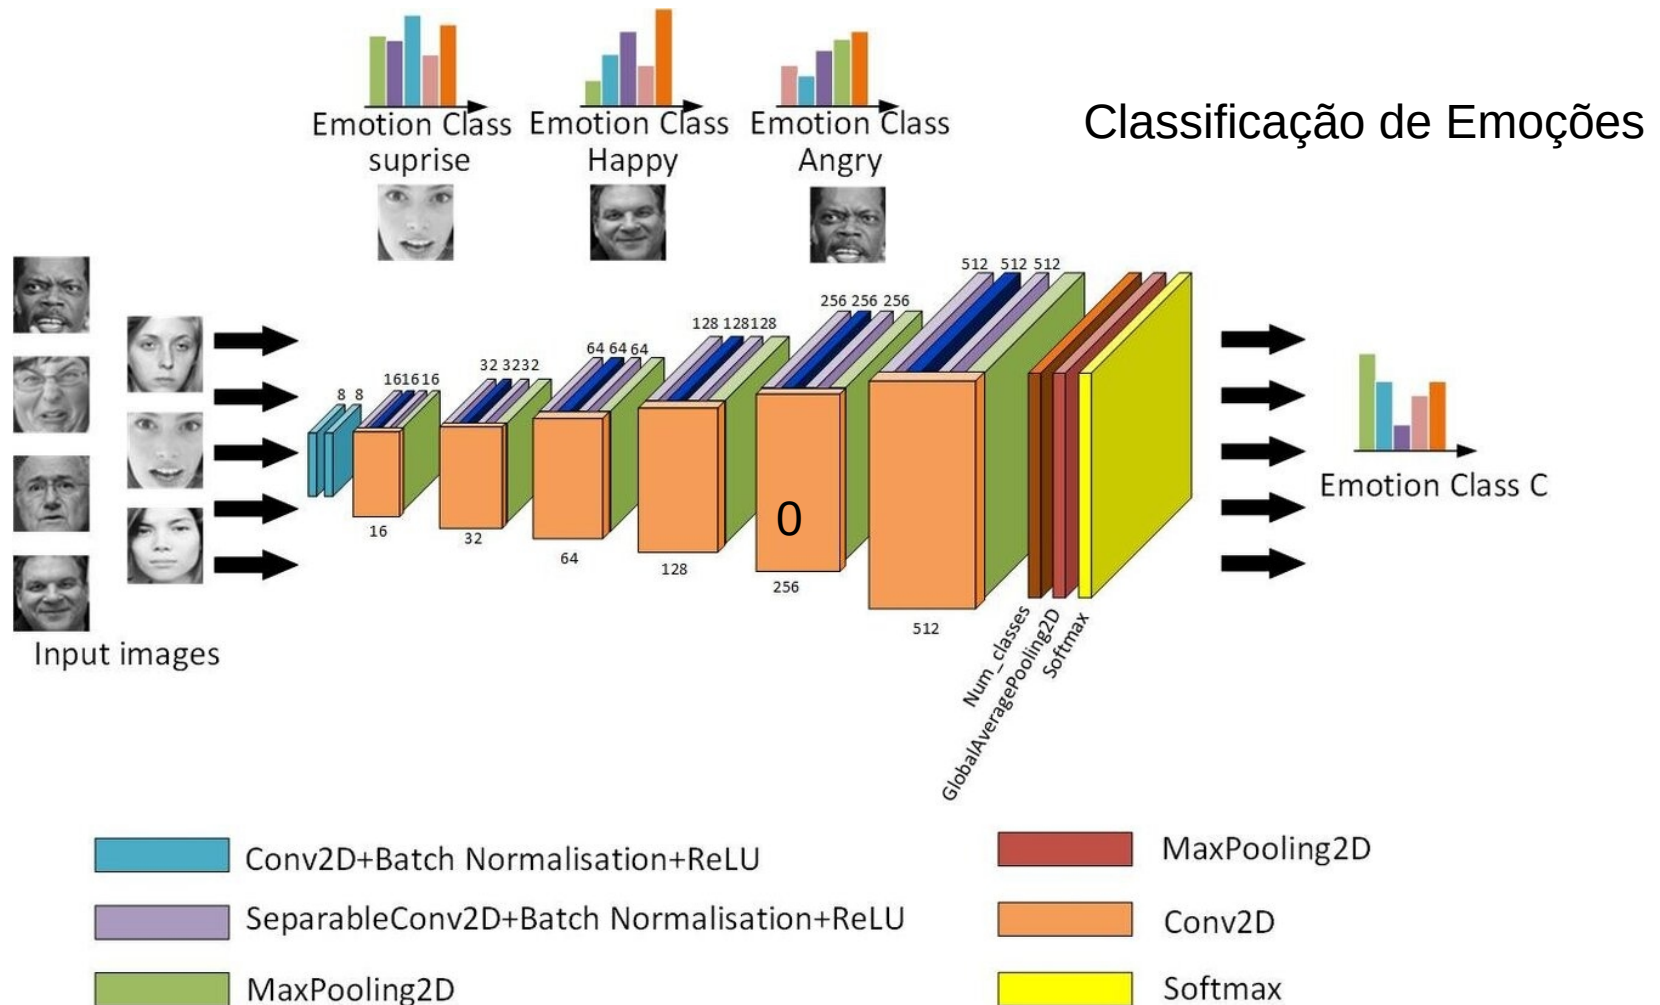 Emotion Class
suprise
Emotion Class
Happy
Emotion Class
Angry
Classificação de Emoções
Input images
8 8
161616
16
32 3232
32
64 64 64
64
128 128128
128
256 256 256
0
256
512 512 512
512
Num_classes
GlobalAveragePooling2D
Softmax
Emotion Class C
Conv2D+Batch Normalisation+ReLU
SeparableConv2D+Batch Normalisation+ReLU
MaxPooling2D
MaxPooling2D
Conv2D
Softmax